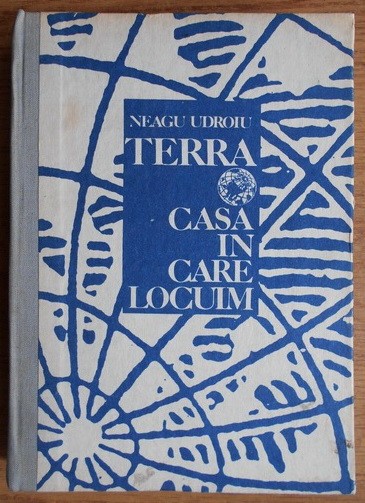 NEAGU UDROIU
TERRA
CASA
IN
CARE
LOCUIM